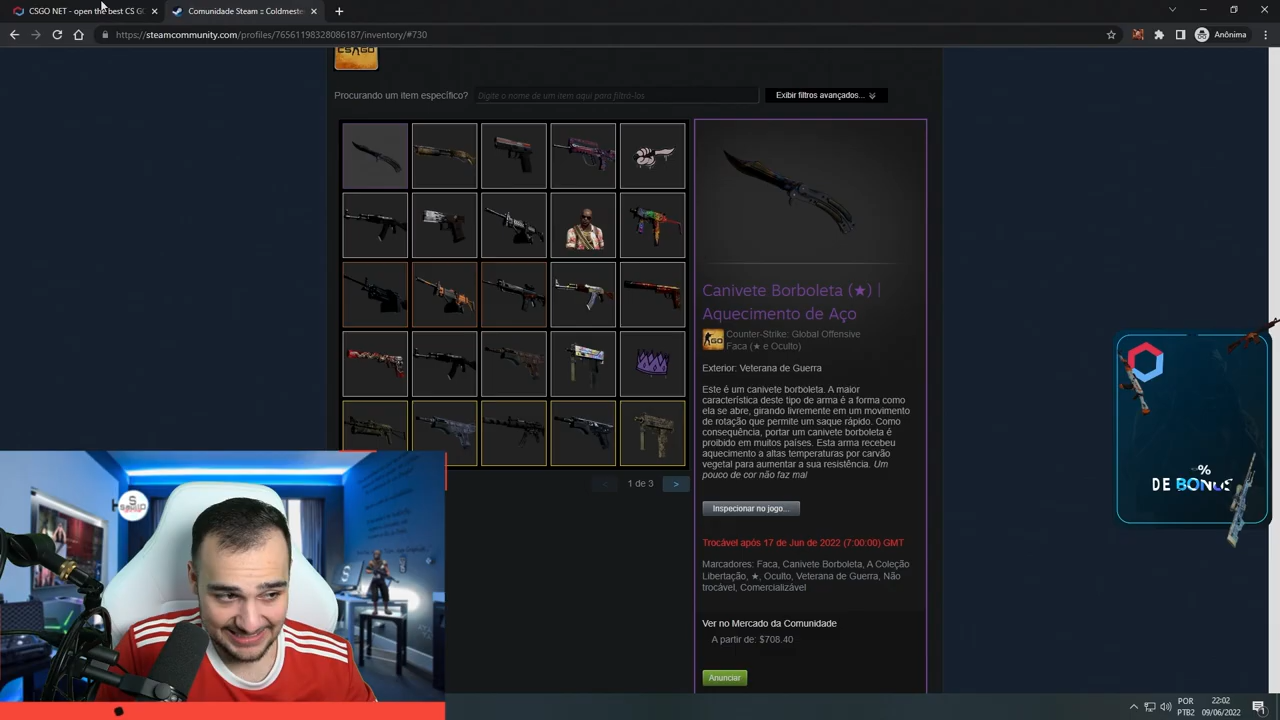 CSGO NET - open the best CS GO
Comunidade Steam :: Coldmeste
https://steamcommunity.com/profiles/76561198328086187/inventory/#730
Anônima
CS GO
Procurando um item específico?
Digite o nome de um item aqui para filtrá-los
Exibir filtros avançados...
Canivete Borboleta (★) |
Aquecimento de Aço
Counter-Strike: Global Offensive
Faca (★ e Oculto)
Exterior: Veterana de Guerra
Este é um canivete borboleta. A maior
característica deste tipo de arma é a forma como
ela se abre, girando livremente em um movimento
de rotação que permite um saque rápido. Como
consequência, portar um canivete borboleta é
proibido em muitos países. Esta arma recebeu
aquecimento a altas temperaturas por carvão
vegetal para aumentar a sua resistência. Um
pouco de cor não faz mal
< 1 de 3 >
Inspecionar no jogo...
Trocável após 17 de Jun de 2022 (7:00:00) GMT
Marcadores: Faca, Canivete Borboleta, A Coleção
Libertação, ★, Oculto, Veterana de Guerra, Não
trocável, Comercializável
Ver no Mercado da Comunidade
A partir de: $708.40
Anunciar
%
DE BONUS
POR
PTB2
22:02
09/06/2022